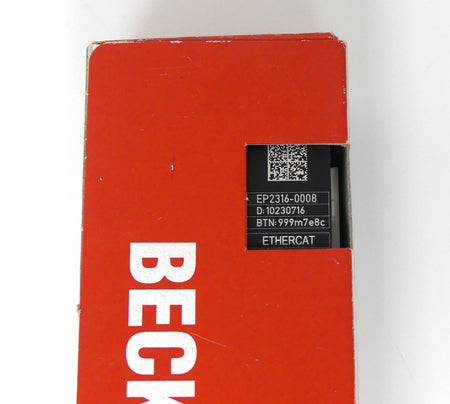 EP2316-0008
D:10230716
BTN:999m7e8c
ETHERCAT
BECK